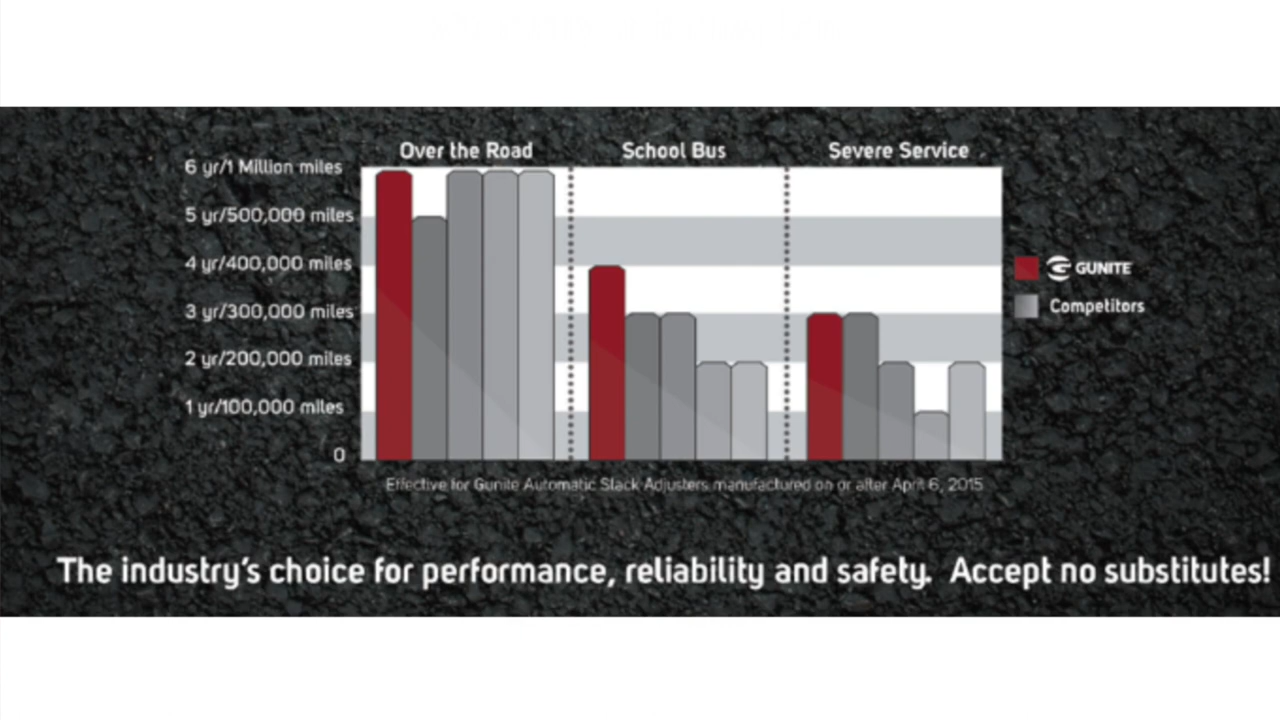 Over the Road
School Bus
Severe Service
6 yr/1 Million miles
5 yr/500,000 miles
4 yr/400,000 miles
3 yr/300,000 miles
2 yr/200,000 miles
1 yr/100,000 miles
0
GUNITE
Competitors
Effective for Gunite Automatic Slack Adjusters manufactured on or after April 6, 2015
The industry's choice for performance, reliability and safety. Accept no substitutes!